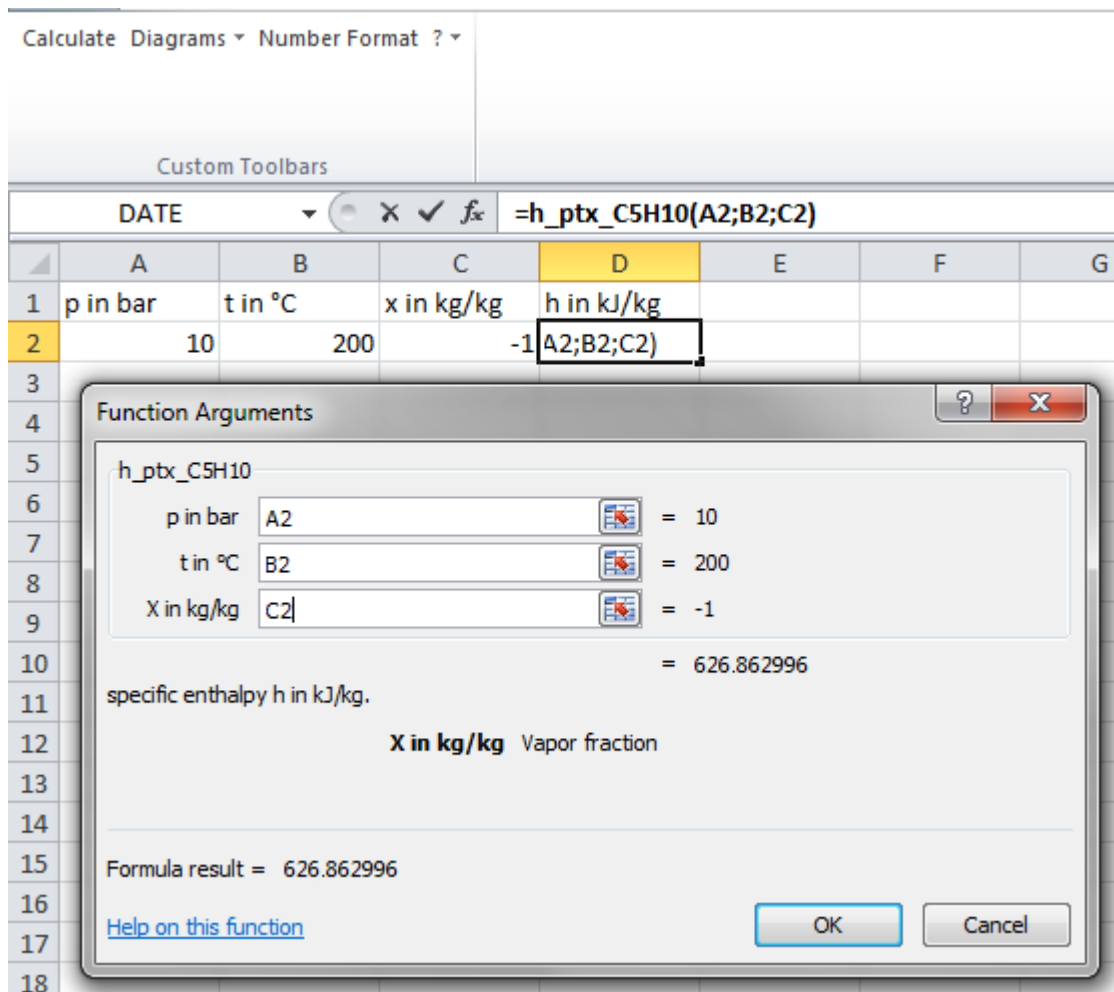 Calculate Diagrams Number Format ?
Custom Toolbars
DATE fx =h_ptx_C5H10(A2;B2;C2)
A B C D E F G
1 p in bar t in °C x in kg/kg h in kJ/kg
2 10 200 -1 A2;B2;C2)
3
4 Function Arguments ? X
5 h_ptx_C5H10
6 p in bar A2 = 10
7 t in °C B2 = 200
8
9 X in kg/kg C2 = -1
10 = 626.862996
11 specific enthalpy h in kJ/kg.
12 X in kg/kg Vapor fraction
13
14
15 Formula result = 626.862996
16
17 Help on this function OK Cancel
18